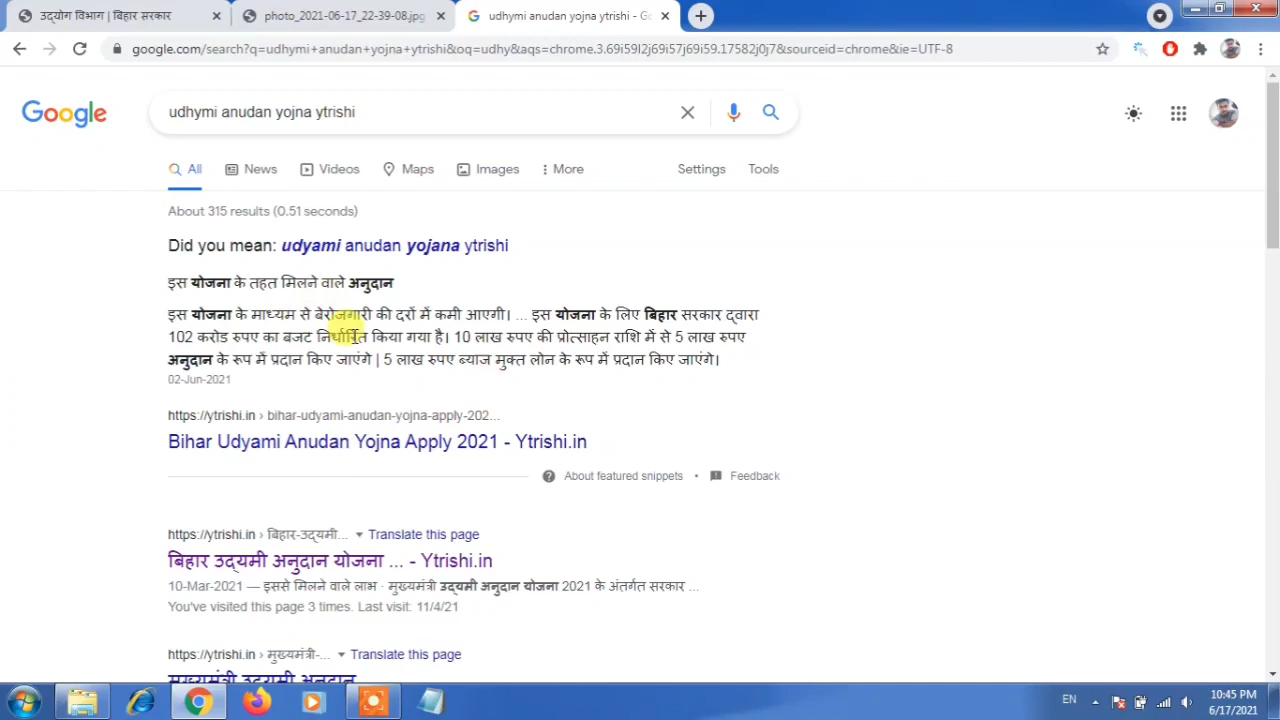 उद्योग विभाग | बिहार सरकार
photo_2021-06-17_22-39-08.jpg
udhymi anudan yojna ytrishi - Go
google.com/search?q=udhymi+anudan+yojna+ytrishi&oq=udhy&aqs=chrome.3.69i59l2j69i57j69i59.17582j0j7&sourceid=chrome&ie=UTF-8
Google
udhymi anudan yojna ytrishi
All News Videos Maps Images More Settings Tools
About 315 results (0.51 seconds)
Did you mean: udyami anudan yojana ytrishi
इस योजना के तहत मिलने वाले अनुदान
इस योजना के माध्यम से बेरोजगारी की दरों में कमी आएगी। ... इस योजना के लिए बिहार सरकार द्वारा
102 करोड रुपए का बजट निर्धारित किया गया है। 10 लाख रुपए की प्रोत्साहन राशि में से 5 लाख रुपए
अनुदान के रूप में प्रदान किए जाएंगे | 5 लाख रुपए ब्याज मुक्त लोन के रूप में प्रदान किए जाएंगे।
02-Jun-2021
https://ytrishi.in › bihar-udyami-anudan-yojna-apply-202...
Bihar Udyami Anudan Yojna Apply 2021 - Ytrishi.in
About featured snippets • Feedback
https://ytrishi.in › बिहार-उद्यमी... Translate this page
बिहार उद्यमी अनुदान योजना ... - Ytrishi.in
10-Mar-2021 — इससे मिलने वाले लाभ · मुख्यमंत्री उद्यमी अनुदान योजना 2021 के अंतर्गत सरकार ...
You've visited this page 3 times. Last visit: 11/4/21
https://ytrishi.in › मुख्यमंत्री-... Translate this page
मुख्यमंत्री उद्यमी अनुदान
EN
10:45 PM
6/17/2021